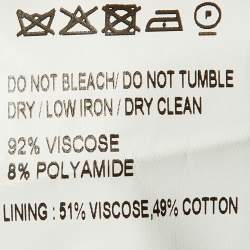 DO NOT BLEACH/ DO NOT TUMBLE
DRY / LOW IRON / DRY CLEAN
92% VISCOSE
8% POLYAMIDE
LINING : 51% VISCOSE,49% COTTON